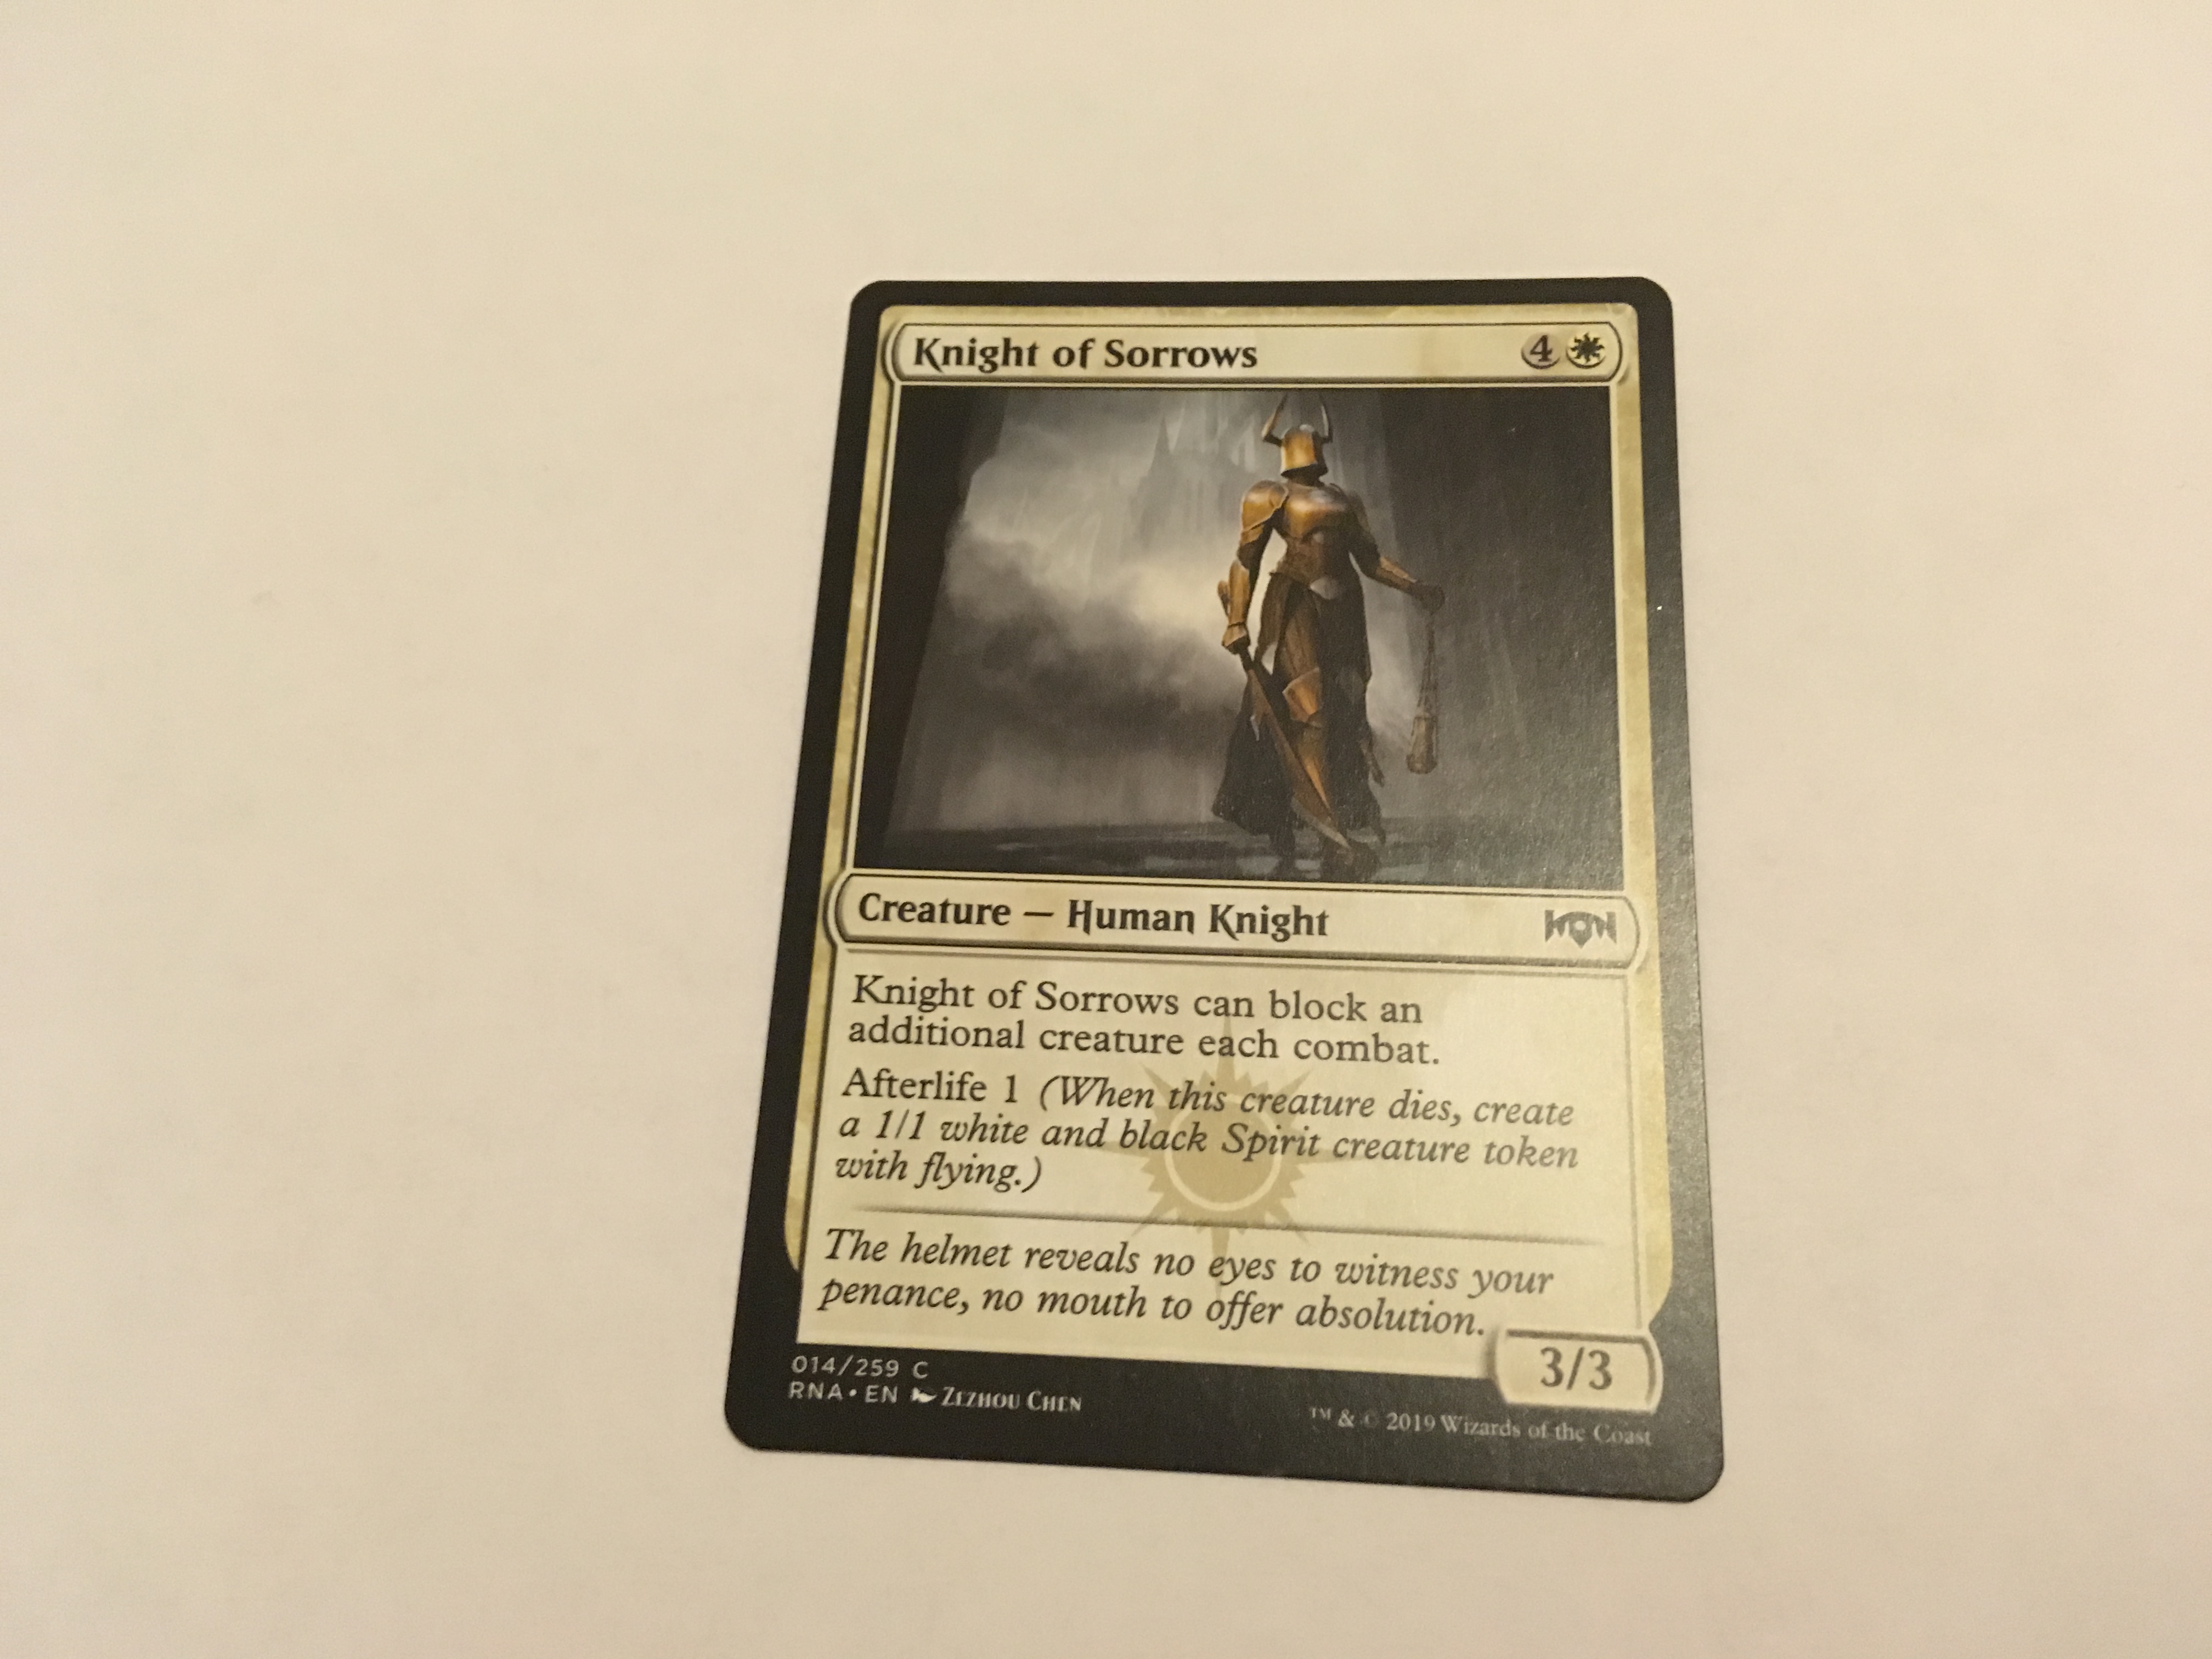 Knight of Sorrows 4
Creature — Human Knight
Knight of Sorrows can block an
additional creature each combat.
Afterlife 1 (When this creature dies, create
a 1/1 white and black Spirit creature token
with flying.)
The helmet reveals no eyes to witness your
penance, no mouth to offer absolution.
3/3
014/259 C
RNA • EN Zezhou Chen
™ & © 2019 Wizards of the Coast